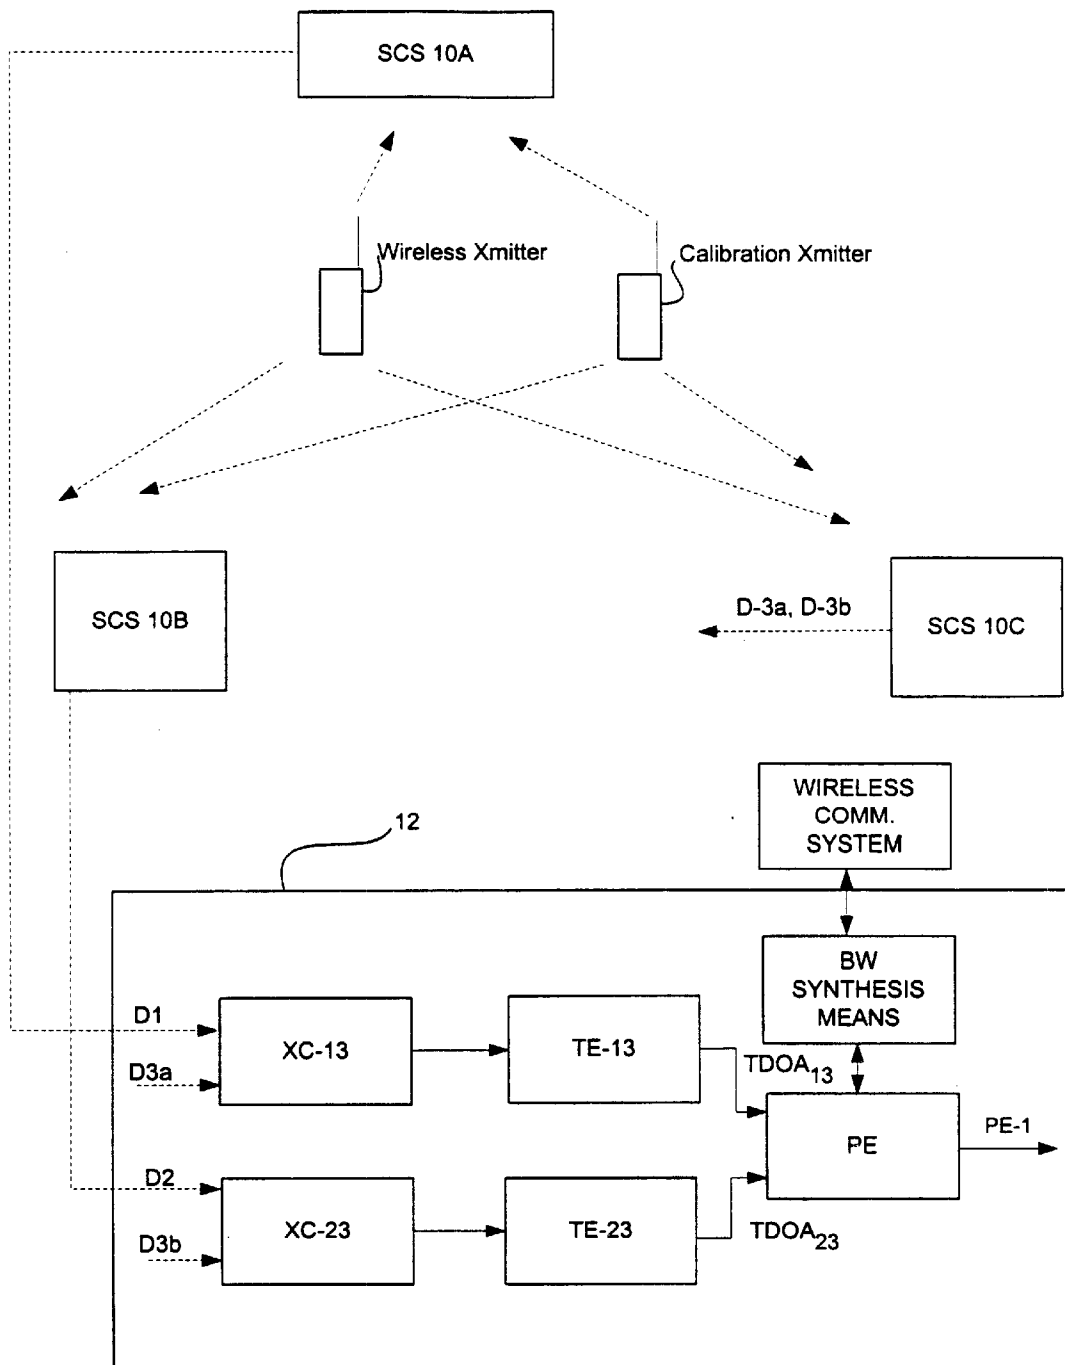 SCS 10A
Wireless Xmitter
Calibration Xmitter
SCS 10B
D-3a, D-3b
SCS 10C
WIRELESS
COMM.
SYSTEM
12
BW
SYNTHESIS
MEANS
D1
XC-13
TE-13
TDOA13
D3a
PE
PE-1
D2
XC-23
TE-23
TDOA23
D3b